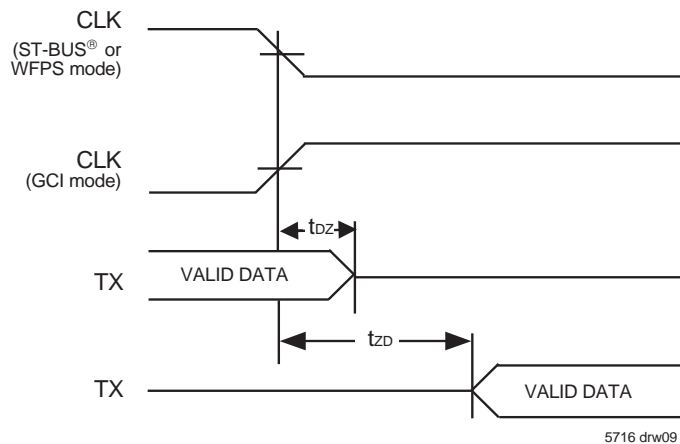 CLK
(ST-BUS® or
WFPS mode)
CLK
(GCI mode)
tDZ
TX
VALID DATA
tZD
TX
VALID DATA
5716 drw09